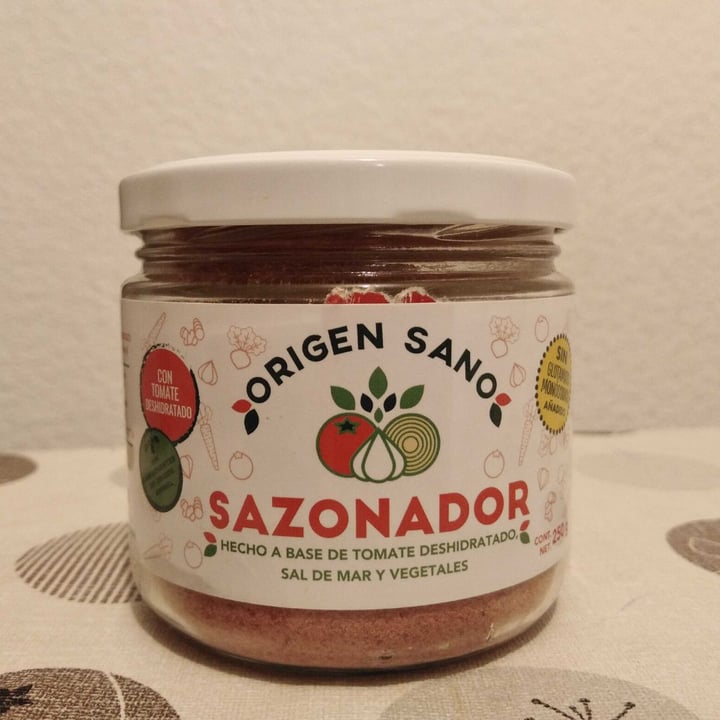 ORIGEN SANO
CON
TOMATE
DESHIDRATADO
SIN
GLUTAMATO
MONOSÓDICO
AÑADIDO
SAZONADOR
HECHO A BASE DE TOMATE DESHIDRATADO,
SAL DE MAR Y VEGETALES
CONT.
NET. 250